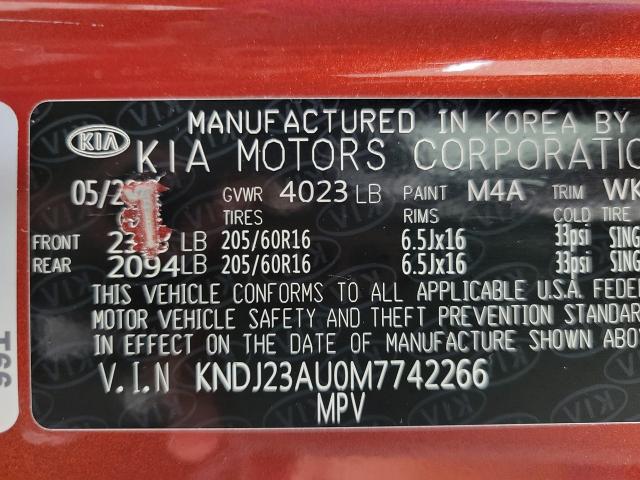 MANUFACTURED IN KOREA BY
KIA KIA MOTORS CORPORATIO
05/21 GVWR 4023 LB PAINT M4A TRIM WK
TIRES RIMS COLD TIRE
FRONT LB 205/60R16 6.5Jx16 33psi SING
REAR 2094LB 205/60R16 6.5Jx16 33psi SING
THIS VEHICLE CONFORMS TO ALL APPLICABLE U.S.A. FEDE
MOTOR VEHICLE SAFETY AND THEFT PREVENTION STANDAR
IN EFFECT ON THE DATE OF MANUFACTURE SHOWN ABO
V.I.N KNDJ23AU0M7742266
MPV
T66